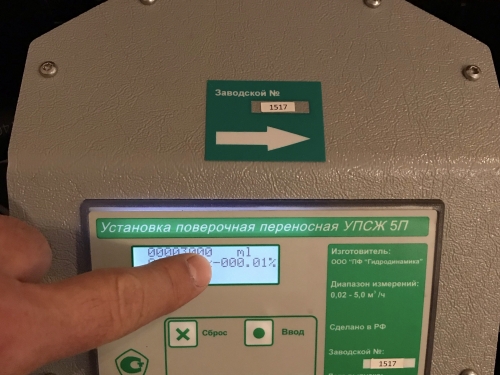 Заводской №
1517
Установка поверочная переносная УПСЖ 5П
00003000 ml
-000.01%
Изготовитель:
ООО "ПФ "Гидродинамика"
Диапазон измерений:
0,02 - 5,0 м³/ч
Сброс
Ввод
Сделано в РФ
Заводской №:
1517